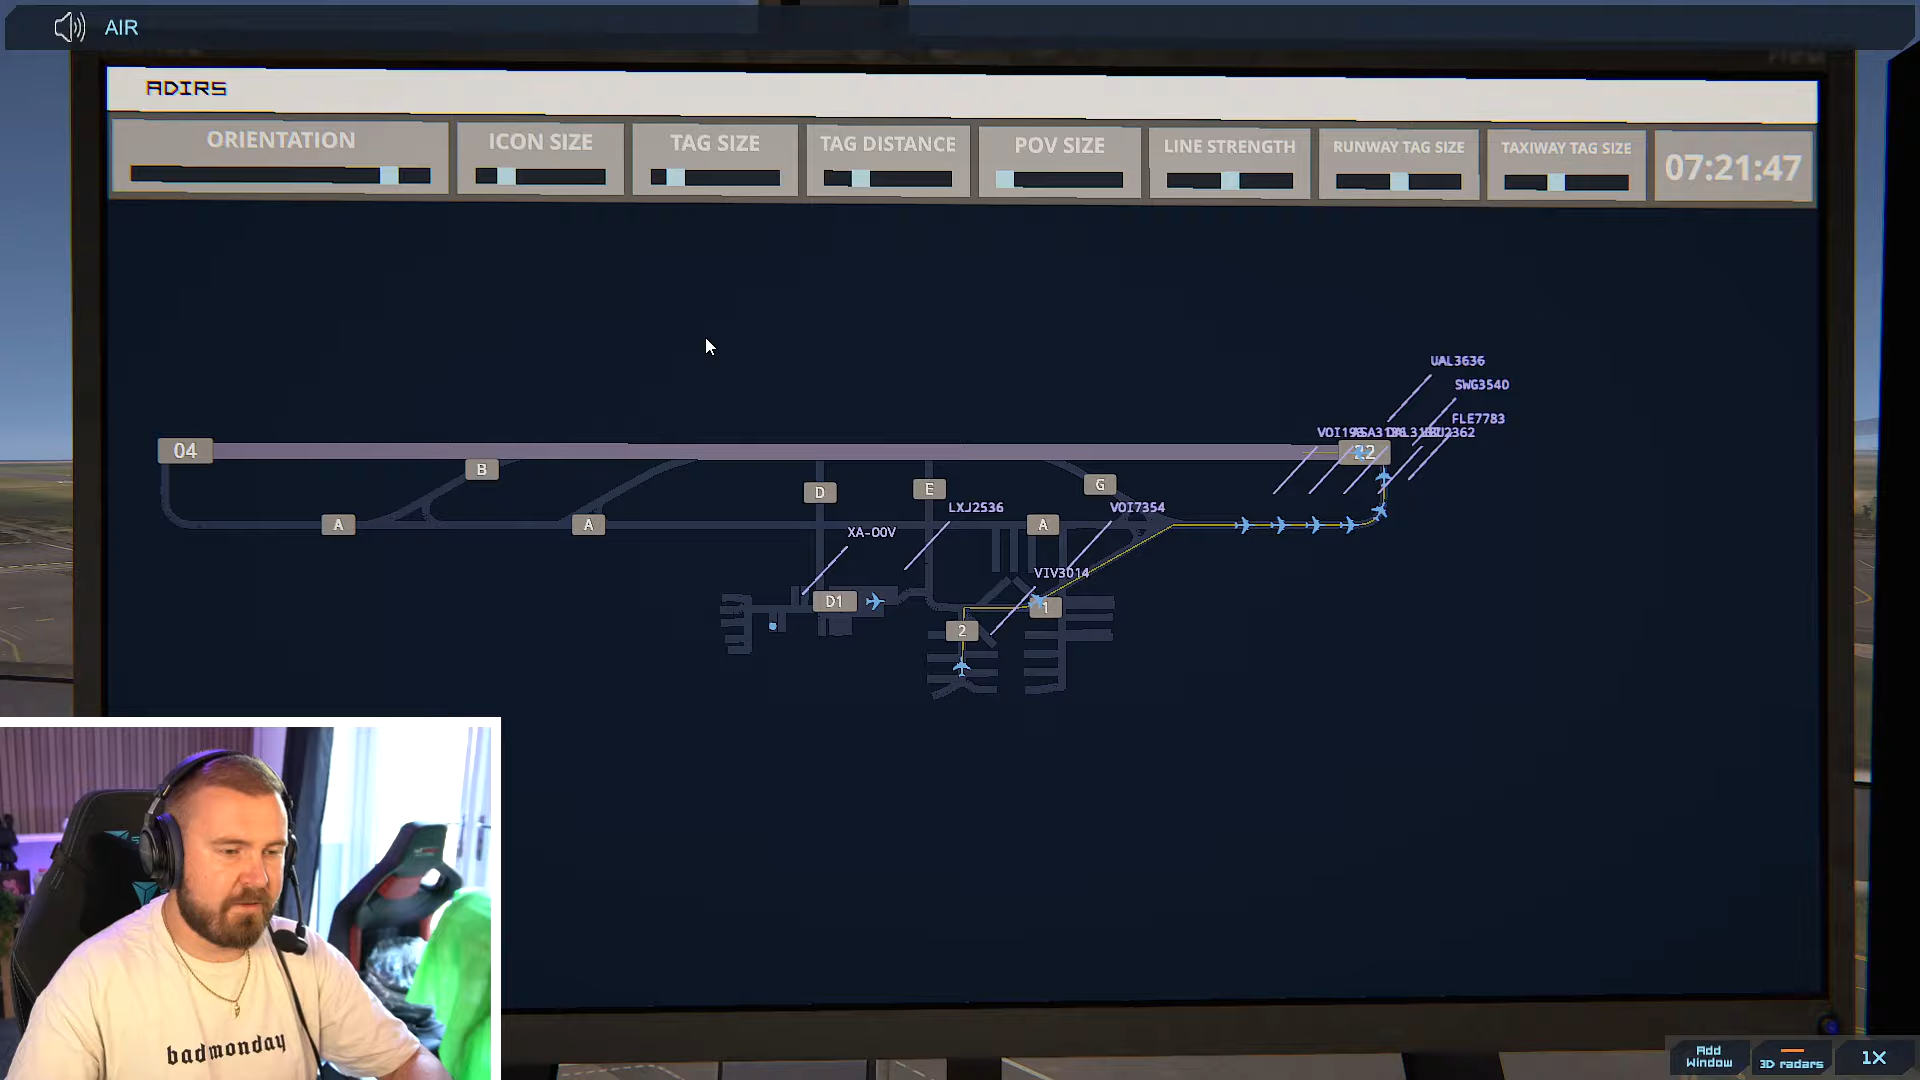 AIR
ADIRS
ORIENTATION
ICON SIZE
TAG SIZE
TAG DISTANCE
POV SIZE
LINE STRENGTH
RUNWAY TAG SIZE
TAXIWAY TAG SIZE
07:21:47
UAL3636
SWG3540
FLE7783
04
B
A
A
D
E
LXJ2536
A
G
VOI7354
XA-OOV
D1
VIV3014
1
2
badmonday
Add Window
3D radars
1X